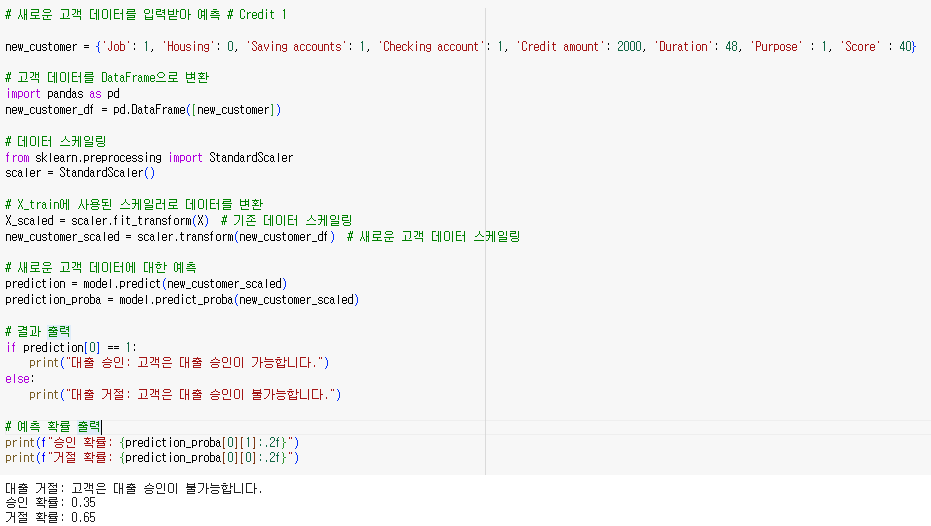 # 새로운 고객 데이터를 입력받아 예측 # Credit 1
new_customer = {'Job': 1, 'Housing': 0, 'Saving accounts': 1, 'Checking account': 1, 'Credit amount': 2000, 'Duration': 48, 'Purpose' : 1, 'Score' : 40}
# 고객 데이터를 DataFrame으로 변환
import pandas as pd
new_customer_df = pd.DataFrame([new_customer])
# 데이터 스케일링
from sklearn.preprocessing import StandardScaler
scaler = StandardScaler()
# X_train에 사용된 스케일러로 데이터를 변환
X_scaled = scaler.fit_transform(X)  # 기존 데이터 스케일링
new_customer_scaled = scaler.transform(new_customer_df)  # 새로운 고객 데이터 스케일링
# 새로운 고객 데이터에 대한 예측
prediction = model.predict(new_customer_scaled)
prediction_proba = model.predict_proba(new_customer_scaled)
# 결과 출력
if prediction[0] == 1:
    print("대출 승인: 고객은 대출 승인이 가능합니다.")
else:
    print("대출 거절: 고객은 대출 승인이 불가능합니다.")
# 예측 확률 출력
print(f"승인 확률: {prediction_proba[0][1]:.2f}")
print(f"거절 확률: {prediction_proba[0][0]:.2f}")
대출 거절: 고객은 대출 승인이 불가능합니다.
승인 확률: 0.35
거절 확률: 0.65